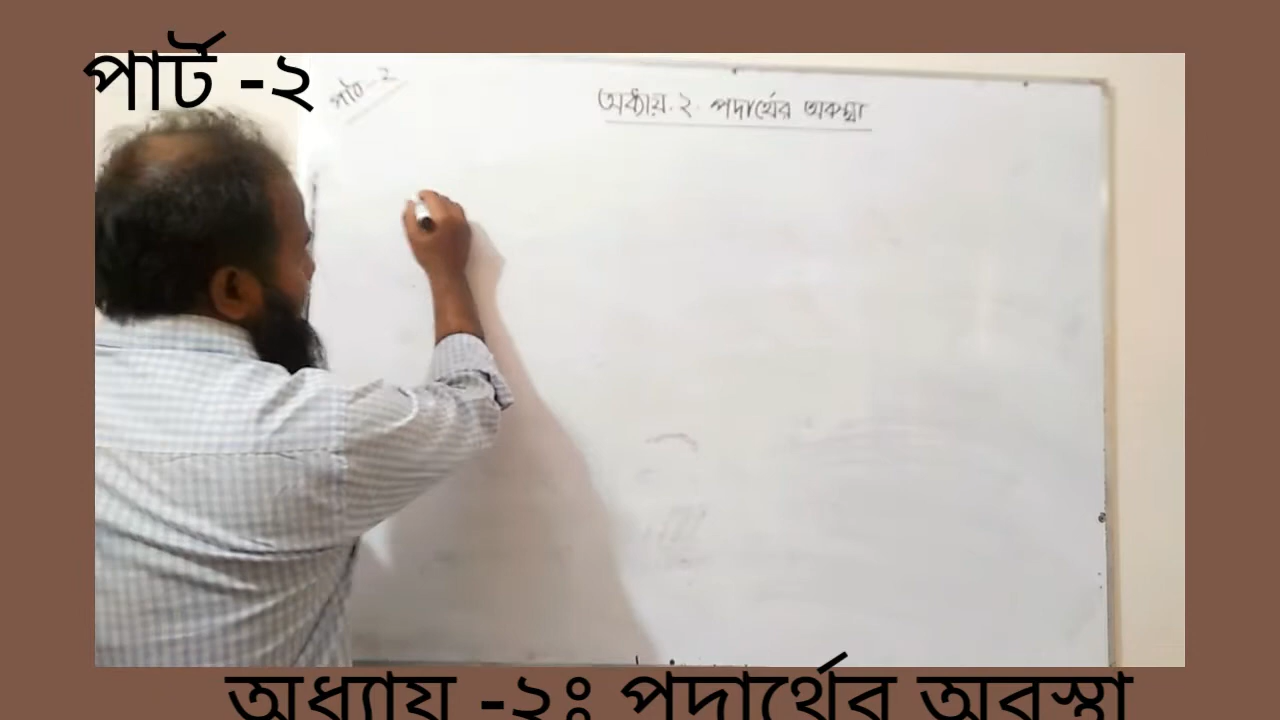 পার্ট -২
পার্ট-২
অধ্যায়-২. পদার্থের অবস্থা
অধ্যায় -২ঃ পদার্থের অবস্থা